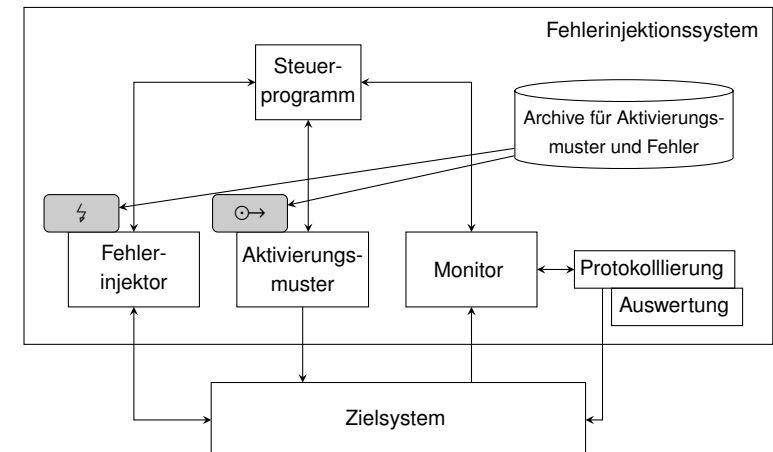 Fehlerinjektionssystem
Steuer-
programm
Archive für Aktivierungs-
muster und Fehler
Fehler-
injektor
Aktivierungs-
muster
Monitor
Protokolllierung
Auswertung
Zielsystem